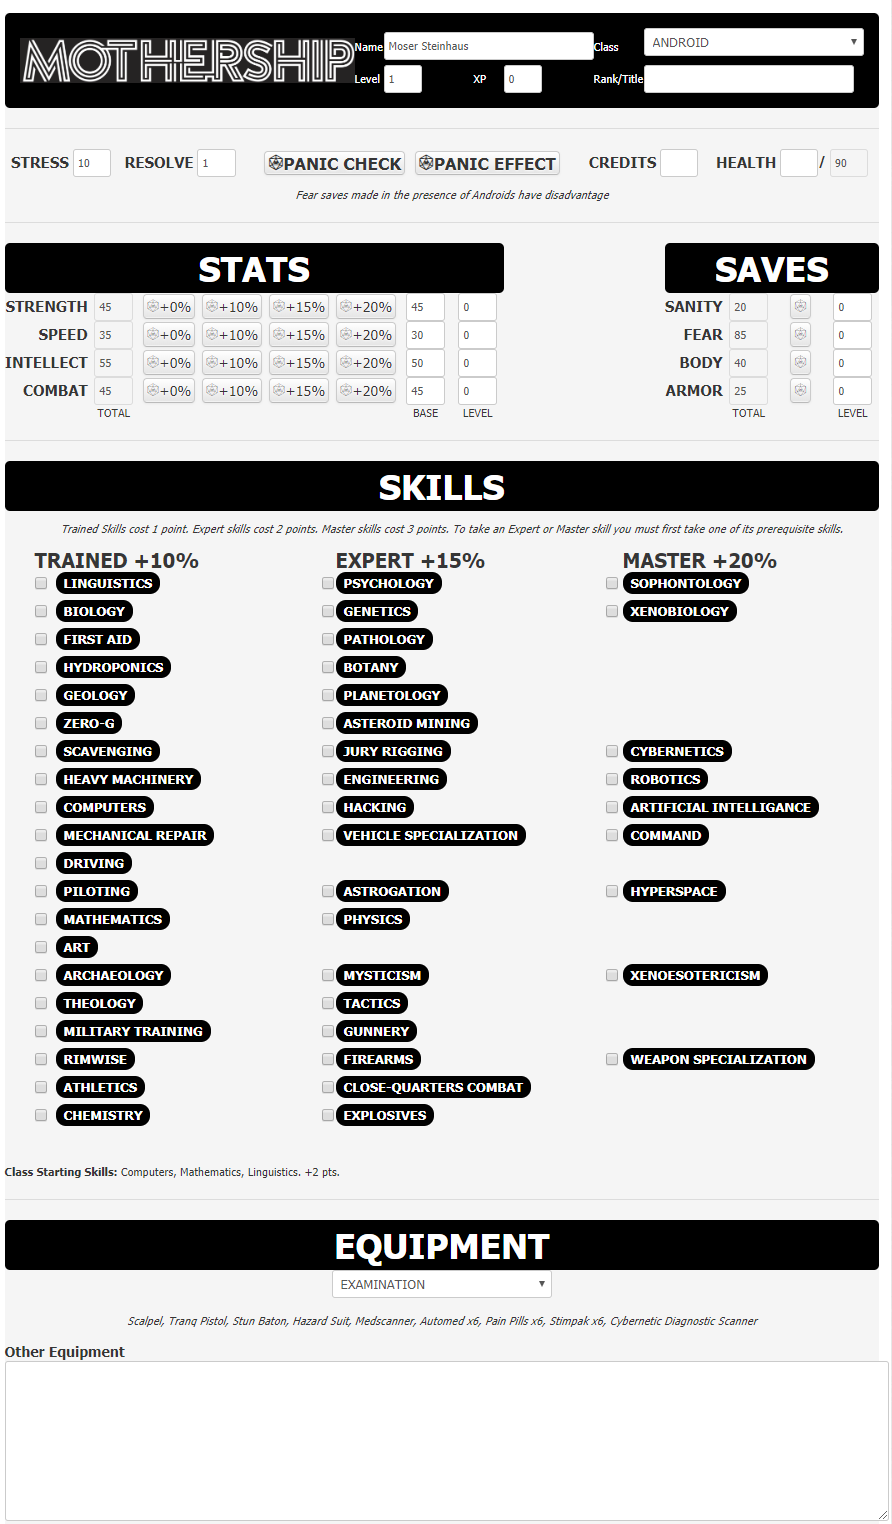 MOTHERSHIP Name Moser Steinhaus Class ANDROID
Level 1 XP 0 Rank/Title
STRESS 10 RESOLVE 1 PANIC CHECK PANIC EFFECT CREDITS HEALTH / 90
Fear saves made in the presence of Androids have disadvantage
STATS SAVES
STRENGTH 45 +0% +10% +15% +20% 45 0 SANITY 20 0
SPEED 35 +0% +10% +15% +20% 30 0 FEAR 85 0
INTELLECT 55 +0% +10% +15% +20% 50 0 BODY 40 0
COMBAT 45 +0% +10% +15% +20% 45 0 ARMOR 25 0
TOTAL BASE LEVEL TOTAL LEVEL
SKILLS
Trained Skills cost 1 point. Expert skills cost 2 points. Master skills cost 3 points. To take an Expert or Master skill you must first take one of its prerequisite skills.
TRAINED +10% EXPERT +15% MASTER +20%
LINGUISTICS PSYCHOLOGY SOPHONTOLOGY
BIOLOGY GENETICS XENOBIOLOGY
FIRST AID PATHOLOGY
HYDROPONICS BOTANY
GEOLOGY PLANETOLOGY
ZERO-G ASTEROID MINING
SCAVENGING JURY RIGGING CYBERNETICS
HEAVY MACHINERY ENGINEERING ROBOTICS
COMPUTERS HACKING ARTIFICIAL INTELLIGANCE
MECHANICAL REPAIR VEHICLE SPECIALIZATION COMMAND
DRIVING
PILOTING ASTROGATION HYPERSPACE
MATHEMATICS PHYSICS
ART
ARCHAEOLOGY MYSTICISM XENOESOTERICISM
THEOLOGY TACTICS
MILITARY TRAINING GUNNERY
RIMWISE FIREARMS WEAPON SPECIALIZATION
ATHLETICS CLOSE-QUARTERS COMBAT
CHEMISTRY EXPLOSIVES
Class Starting Skills: Computers, Mathematics, Linguistics. +2 pts.
EQUIPMENT
EXAMINATION
Scalpel, Tranq Pistol, Stun Baton, Hazard Suit, Medscanner, Automed x6, Pain Pills x6, Stimpak x6, Cybernetic Diagnostic Scanner
Other Equipment